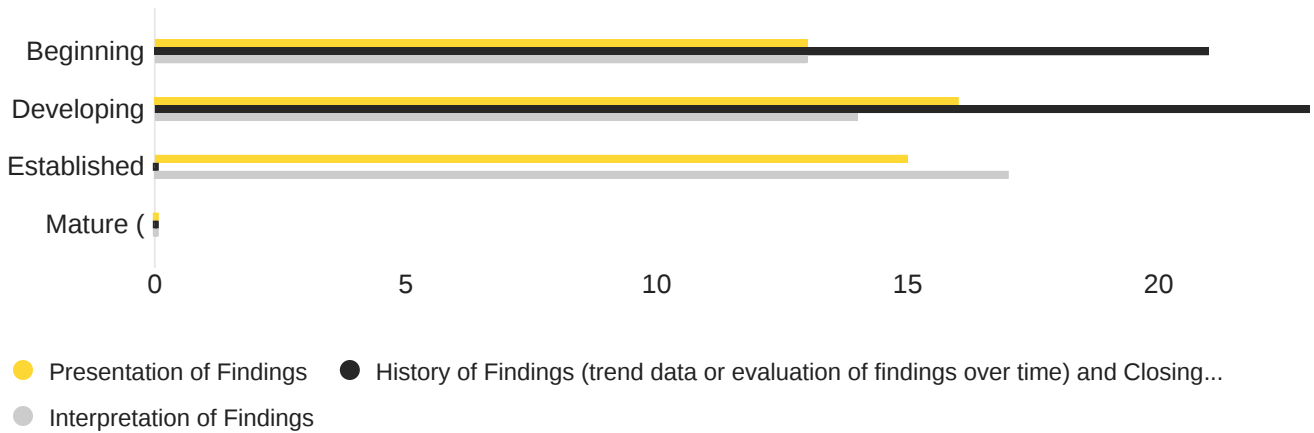 Beginning
Developing
Established
Mature (
0 5 10 15 20
Presentation of Findings History of Findings (trend data or evaluation of findings over time) and Closing...
Interpretation of Findings